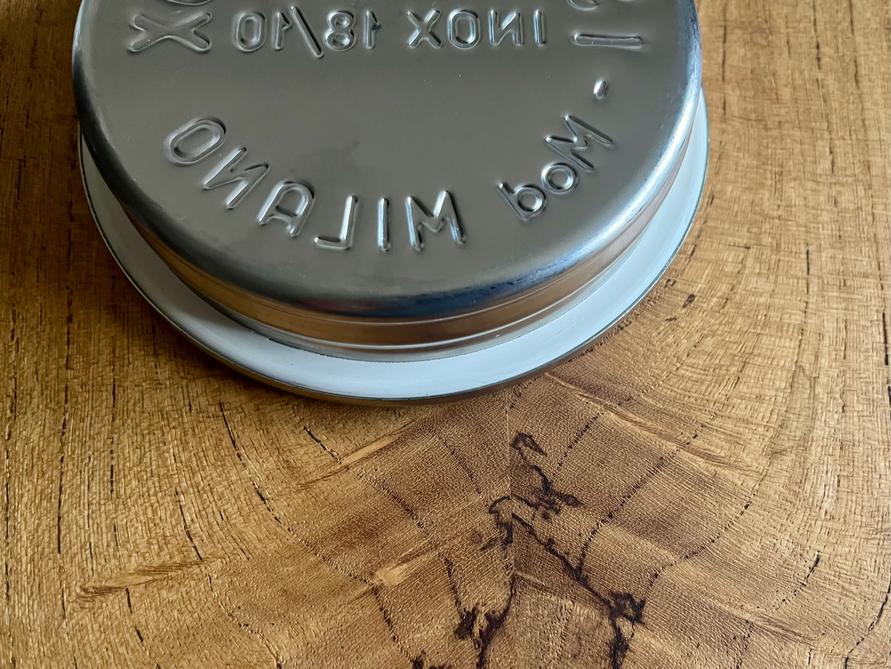 INOX 18/10
- Mod MILANO